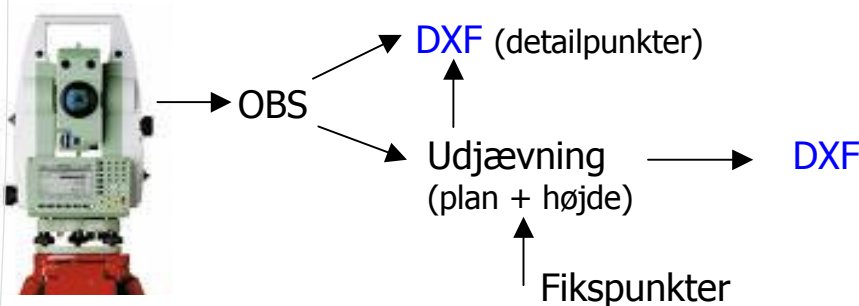 DXF (detailpunkter)
OBS
Udjævning
(plan + højde)
DXF
Fikspunkter